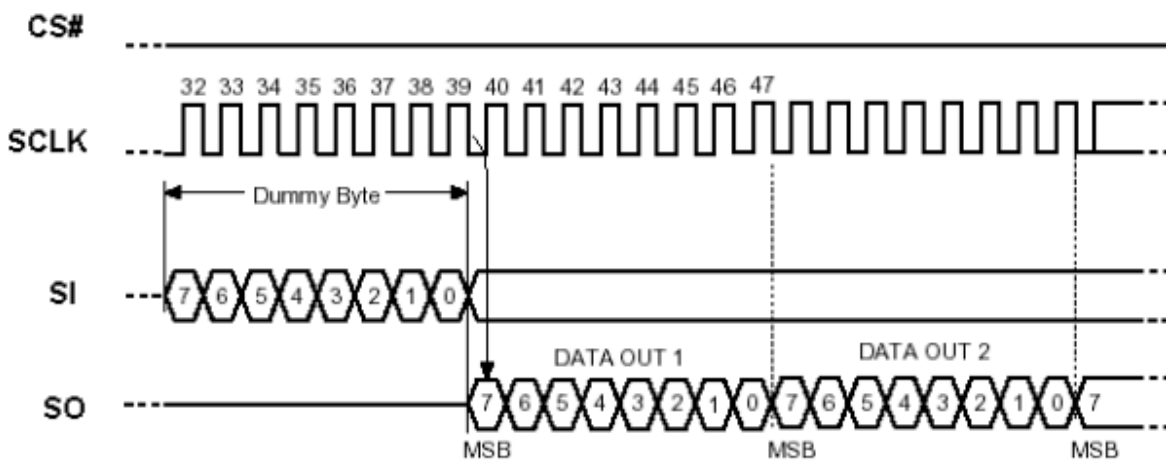 CS#
32 33 34 35 36 37 38 39 40 41 42 43 44 45 46 47
SCLK
Dummy Byte
SI 7 6 5 4 3 2 1 0
DATA OUT 1 DATA OUT 2
SO 7 6 5 4 3 2 1 0 7 6 5 4 3 2 1 0 7
MSB MSB MSB